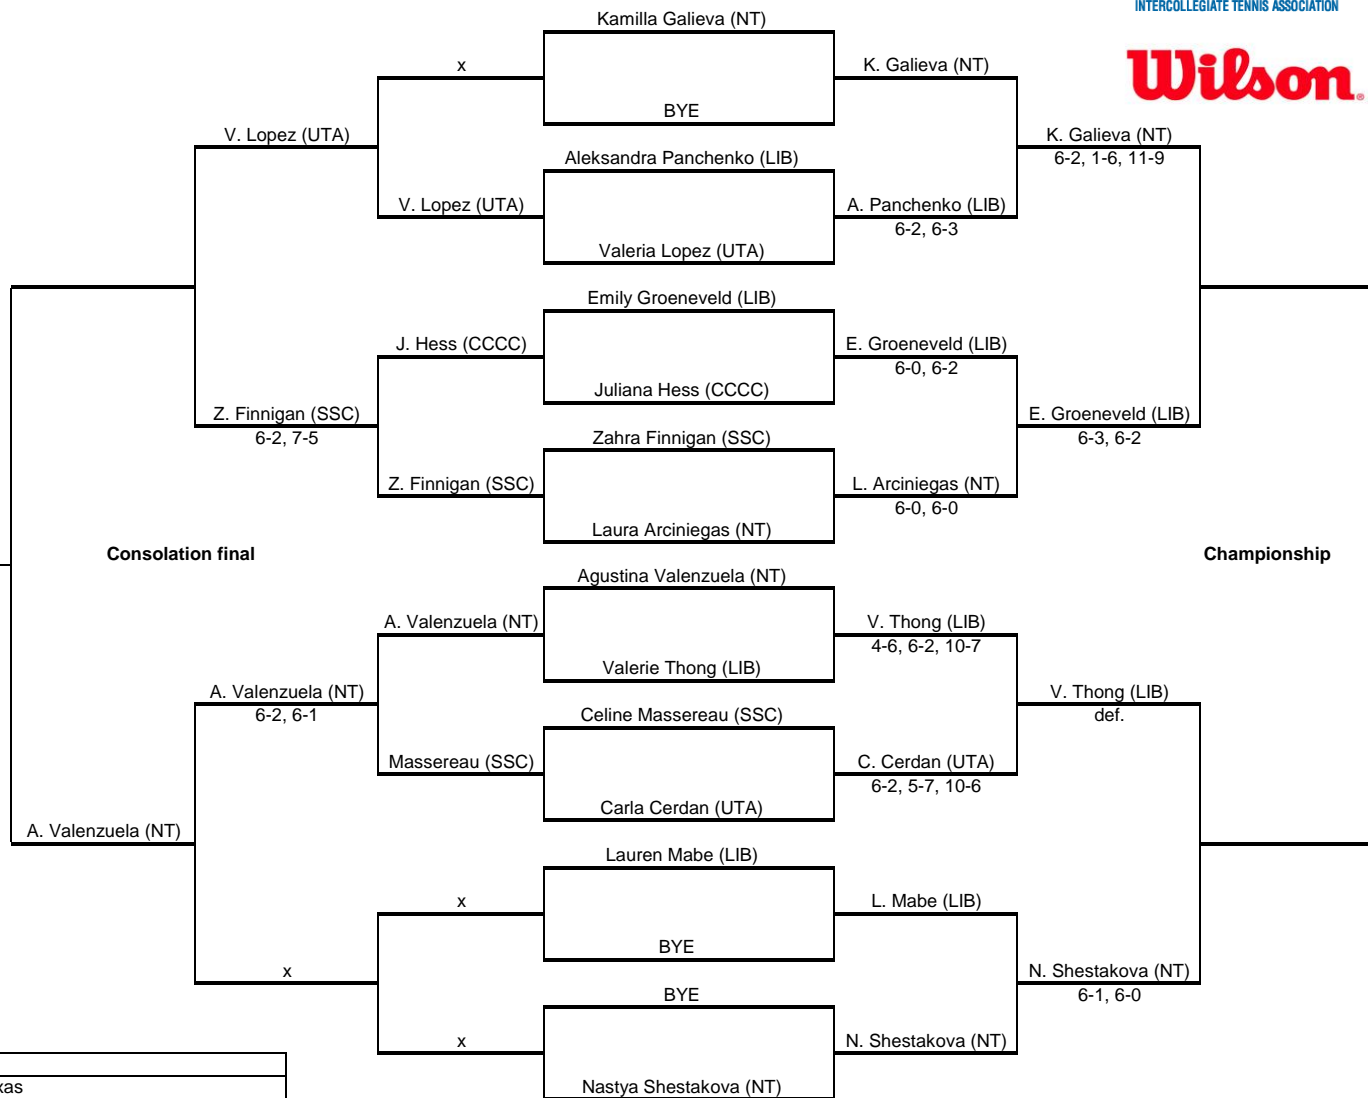 INTERCOLLEGIATE TENNIS ASSOCIATION
Kamilla Galieva (NT)
Wilson
x
K. Galieva (NT)
BYE
V. Lopez (UTA)
K. Galieva (NT)
6-2, 1-6, 11-9
Aleksandra Panchenko (LIB)
V. Lopez (UTA)
A. Panchenko (LIB)
6-2, 6-3
Valeria Lopez (UTA)
Emily Groeneveld (LIB)
J. Hess (CCCC)
E. Groeneveld (LIB)
6-0, 6-2
Juliana Hess (CCCC)
Z. Finnigan (SSC)
6-2, 7-5
E. Groeneveld (LIB)
6-3, 6-2
Zahra Finnigan (SSC)
Z. Finnigan (SSC)
L. Arciniegas (NT)
6-0, 6-0
Laura Arciniegas (NT)
Consolation final
Championship
Agustina Valenzuela (NT)
A. Valenzuela (NT)
V. Thong (LIB)
4-6, 6-2, 10-7
Valerie Thong (LIB)
A. Valenzuela (NT)
6-2, 6-1
V. Thong (LIB)
def.
Celine Massereau (SSC)
Massereau (SSC)
C. Cerdan (UTA)
6-2, 5-7, 10-6
Carla Cerdan (UTA)
A. Valenzuela (NT)
Lauren Mabe (LIB)
x
L. Mabe (LIB)
BYE
x
N. Shestakova (NT)
6-1, 6-0
BYE
x
N. Shestakova (NT)
Nastya Shestakova (NT)
xas